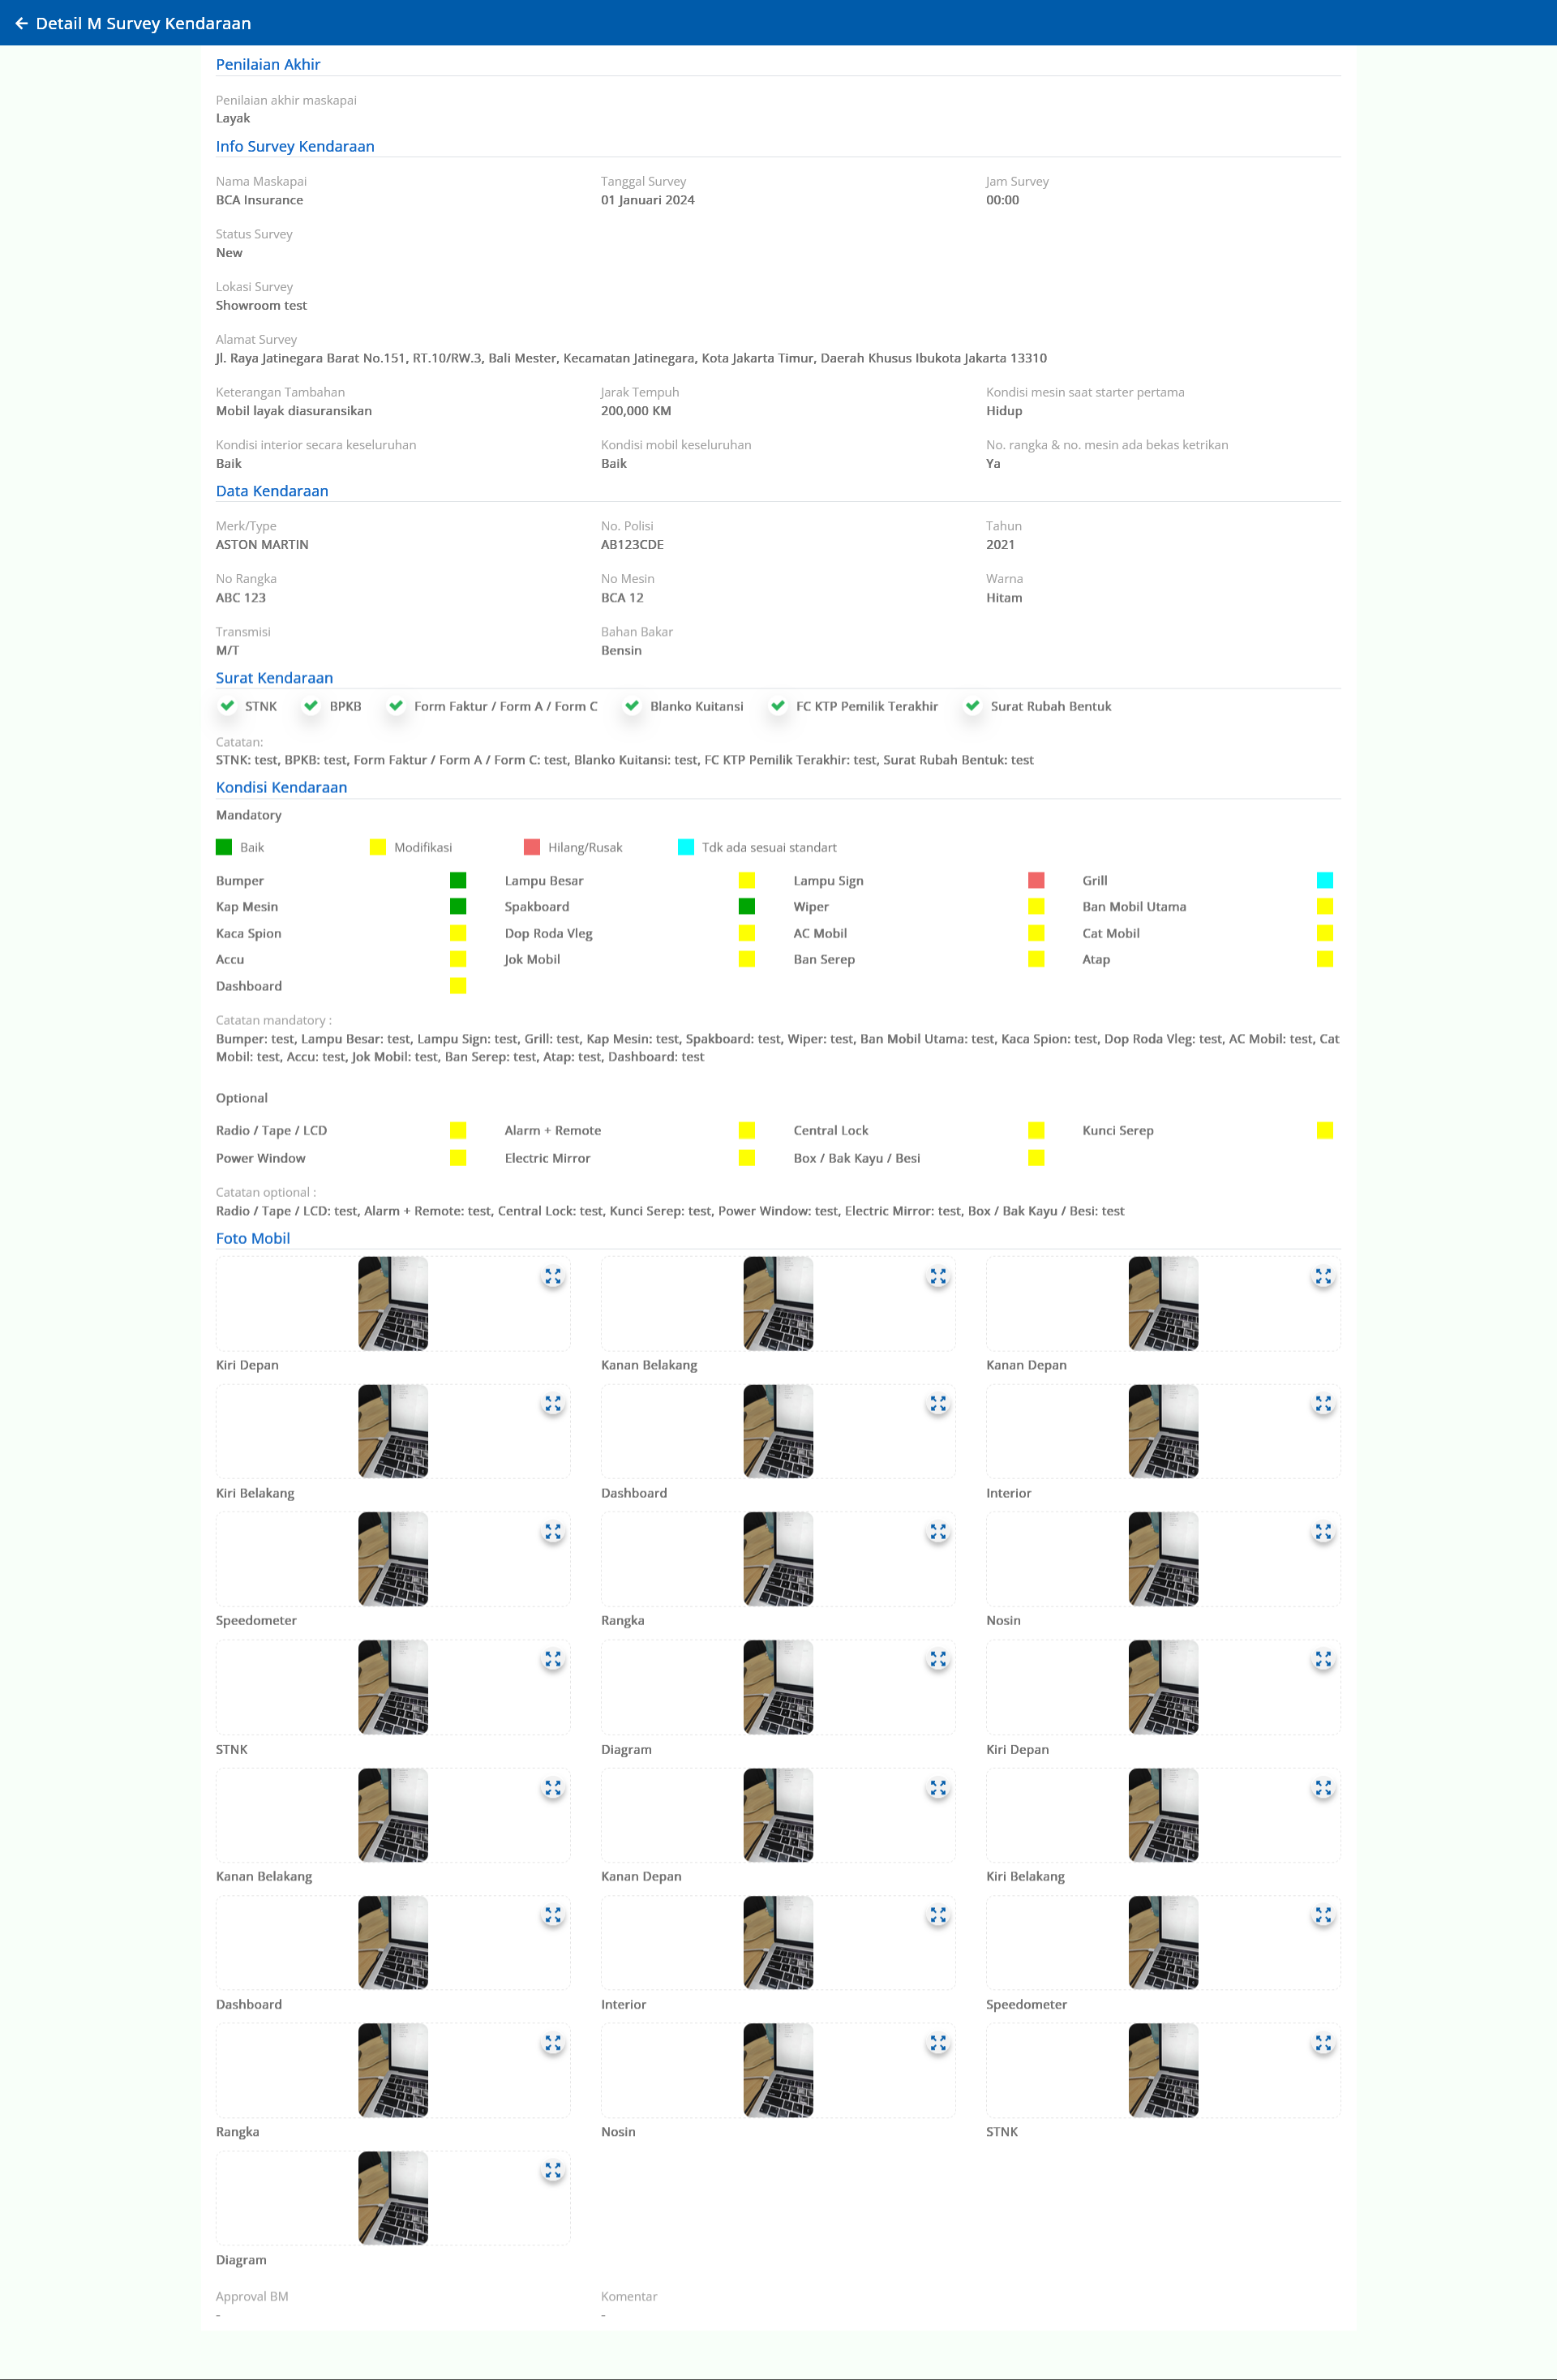 Detail M Survey Kendaraan
Penilaian Akhir
Penilaian akhir maskapai
Layak
Info Survey Kendaraan
Nama Maskapai Tanggal Survey Jam Survey
BCA Insurance 01 Januari 2024 00:00
Status Survey
New
Lokasi Survey
Showroom test
Alamat Survey
Jl. Raya Jatinegara Barat No.151, RT.10/RW.3, Bali Mester, Kecamatan Jatinegara, Kota Jakarta Timur, Daerah Khusus Ibukota Jakarta 13310
Keterangan Tambahan Jarak Tempuh Kondisi mesin saat starter pertama
Mobil layak diasuransikan 200,000 KM Hidup
Kondisi interior secara keseluruhan Kondisi mobil keseluruhan No. rangka & no. mesin ada bekas ketrikan
Baik Baik Ya
Data Kendaraan
Merk/Type No. Polisi Tahun
ASTON MARTIN AB123CDE 2021
No Rangka No Mesin Warna
ABC 123 BCA 12 Hitam
Transmisi Bahan Bakar
M/T Bensin
Surat Kendaraan
STNK BPKB Form Faktur / Form A / Form C Blanko Kuitansi FC KTP Pemilik Terakhir Surat Rubah Bentuk
Catatan:
STNK: test, BPKB: test, Form Faktur / Form A / Form C: test, Blanko Kuitansi: test, FC KTP Pemilik Terakhir: test, Surat Rubah Bentuk: test
Kondisi Kendaraan
Mandatory
Baik Modifikasi Hilang/Rusak Tdk ada sesuai standart
Bumper Lampu Besar Lampu Sign Grill
Kap Mesin Spakboard Wiper Ban Mobil Utama
Kaca Spion Dop Roda Vleg AC Mobil Cat Mobil
Accu Jok Mobil Ban Serep Atap
Dashboard
Catatan mandatory :
Bumper: test, Lampu Besar: test, Lampu Sign: test, Grill: test, Kap Mesin: test, Spakboard: test, Wiper: test, Ban Mobil Utama: test, Kaca Spion: test, Dop Roda Vleg: test, AC Mobil: test, Cat
Mobil: test, Accu: test, Jok Mobil: test, Ban Serep: test, Atap: test, Dashboard: test
Optional
Radio / Tape / LCD Alarm + Remote Central Lock Kunci Serep
Power Window Electric Mirror Box / Bak Kayu / Besi
Catatan optional :
Radio / Tape / LCD: test, Alarm + Remote: test, Central Lock: test, Kunci Serep: test, Power Window: test, Electric Mirror: test, Box / Bak Kayu / Besi: test
Foto Mobil
Kiri Depan Kanan Belakang Kanan Depan
Kiri Belakang Dashboard Interior
Speedometer Rangka Nosin
STNK Diagram Kiri Depan
Kanan Belakang Kanan Depan Kiri Belakang
Dashboard Interior Speedometer
Rangka Nosin STNK
Diagram
Approval BM Komentar
- -